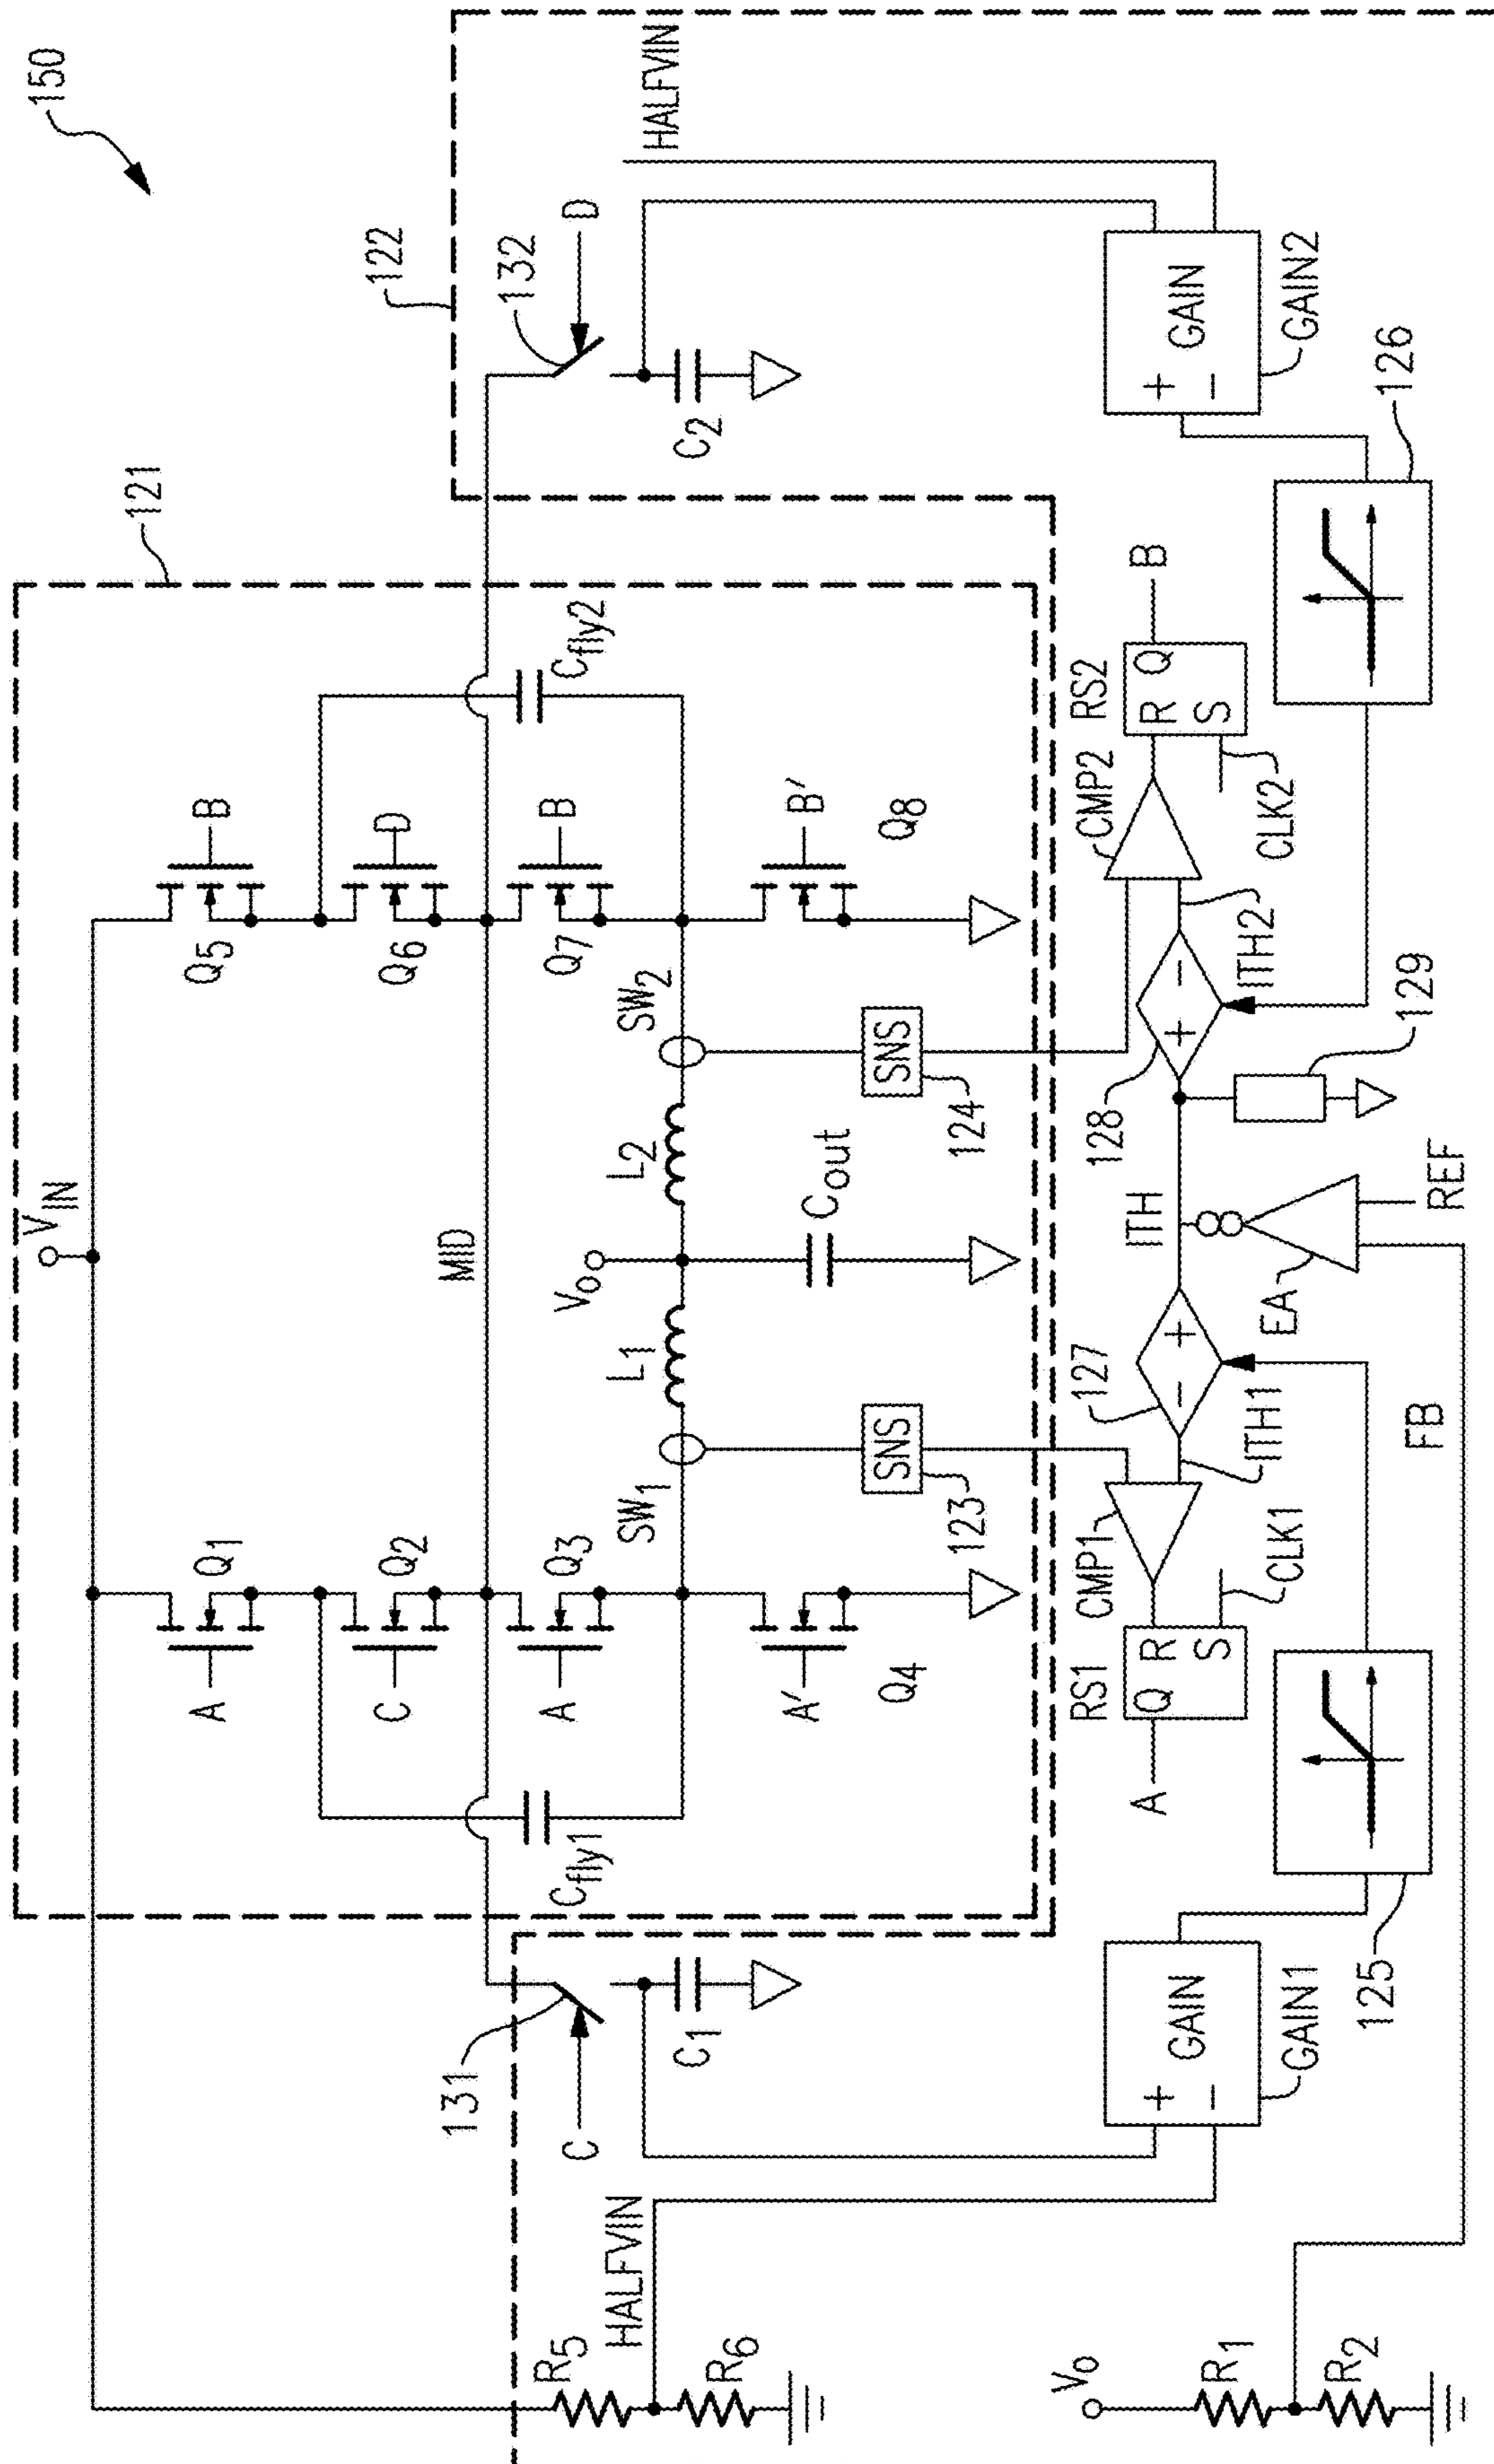 150
121
122
V_IN
HALFVIN
131
C
C1
132
D
C2
A
Q1
C
Q2
A
Q3
A'
Q4
MID
B
Q5
D
Q6
B
Q7
B'
Q8
Cfly1
Cfly2
SW1
L1
Vo
L2
SW2
Cout
SNS
123
SNS
124
R5
HALFVIN
R6
GAIN
+
−
GAIN1
A
RS1
Q R
S
CMP1
CLK1
ITH1
127
− +
ITH
128
+ −
ITH2
CMP2
RS2
R Q
S
B
CLK2
GAIN
+
−
GAIN2
125
126
EA
REF
129
FB
Vo
R1
R2